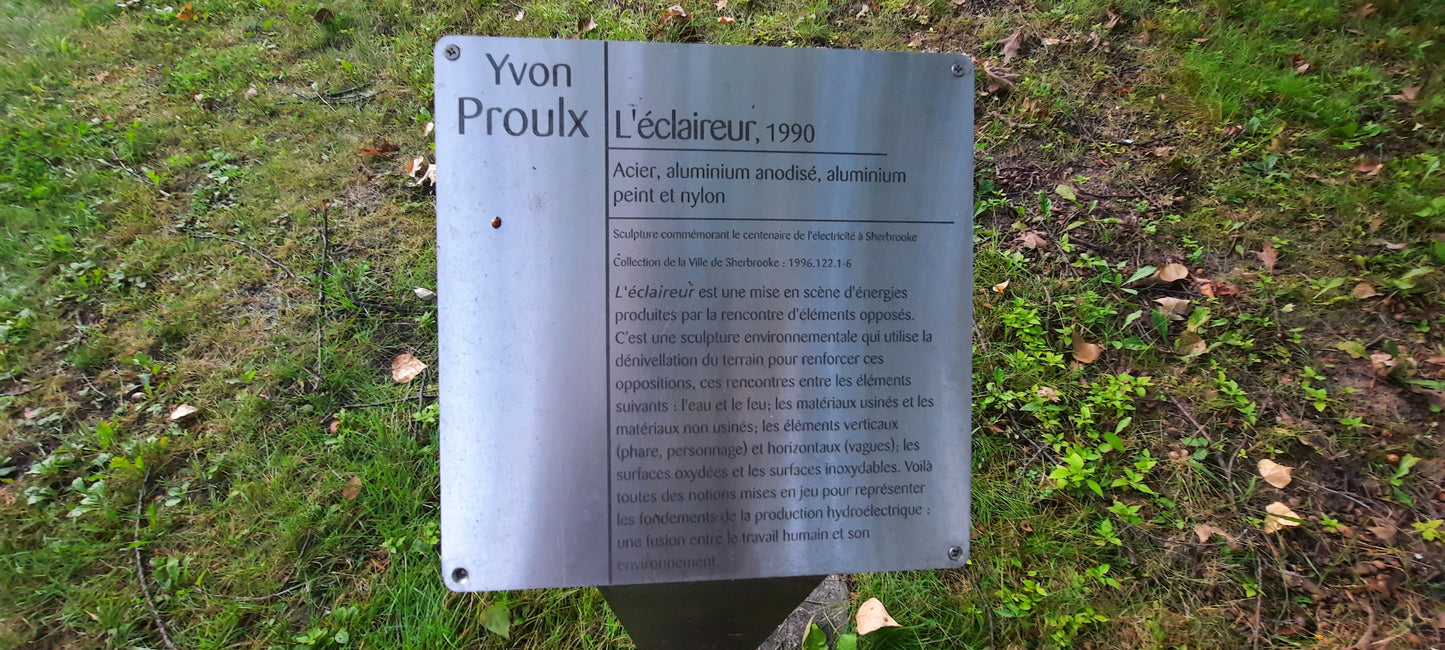 Yvon
Proulx
L'éclaireur, 1990
Acier, aluminium anodisé, aluminium
peint et nylon
Sculpture commémorant le centenaire de l'électricité à Sherbrooke
Collection de la Ville de Sherbrooke : 1996.122.1-6
L'éclaireur est une mise en scène d'énergies
produites par la rencontre d'éléments opposés.
C'est une sculpture environnementale qui utilise la
dénivellation du terrain pour renforcer ces
oppositions, ces rencontres entre les éléments
suivants : l'eau et le feu; les matériaux usinés et les
matériaux non usinés; les éléments verticaux
(phare, personnage) et horizontaux (vagues); les
surfaces oxydées et les surfaces inoxydables. Voilà
toutes des notions mises en jeu pour représenter
les fondements de la production hydroélectrique :
une fusion entre le travail humain et son
environnement